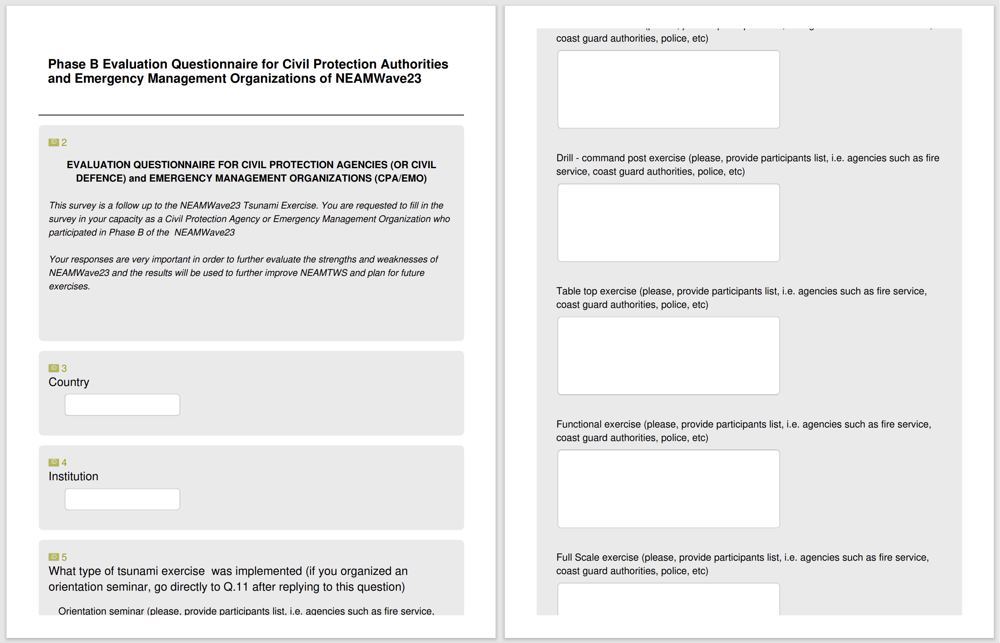 Phase B Evaluation Questionnaire for Civil Protection Authorities
and Emergency Management Organizations of NEAMWave23
2
EVALUATION QUESTIONNAIRE FOR CIVIL PROTECTION AGENCIES (OR CIVIL
DEFENCE) and EMERGENCY MANAGEMENT ORGANIZATIONS (CPA/EMO)
This survey is a follow up to the NEAMWave23 Tsunami Exercise. You are requested to fill in the
survey in your capacity as a Civil Protection Agency or Emergency Management Organization who
participated in Phase B of the  NEAMWave23
Your responses are very important in order to further evaluate the strengths and weaknesses of
NEAMWave23 and the results will be used to further improve NEAMTWS and plan for future
exercises.
3
Country
4
Institution
5
What type of tsunami exercise  was implemented (if you organized an
orientation seminar, go directly to Q.11 after replying to this question)
Orientation seminar (please, provide participants list, i.e. agencies such as fire service,
coast guard authorities, police, etc)
Drill - command post exercise (please, provide participants list, i.e. agencies such as fire
service, coast guard authorities, police, etc)
Table top exercise (please, provide participants list, i.e. agencies such as fire service,
coast guard authorities, police, etc)
Functional exercise (please, provide participants list, i.e. agencies such as fire service,
coast guard authorities, police, etc)
Full Scale exercise (please, provide participants list, i.e. agencies such as fire service,
coast guard authorities, police, etc)